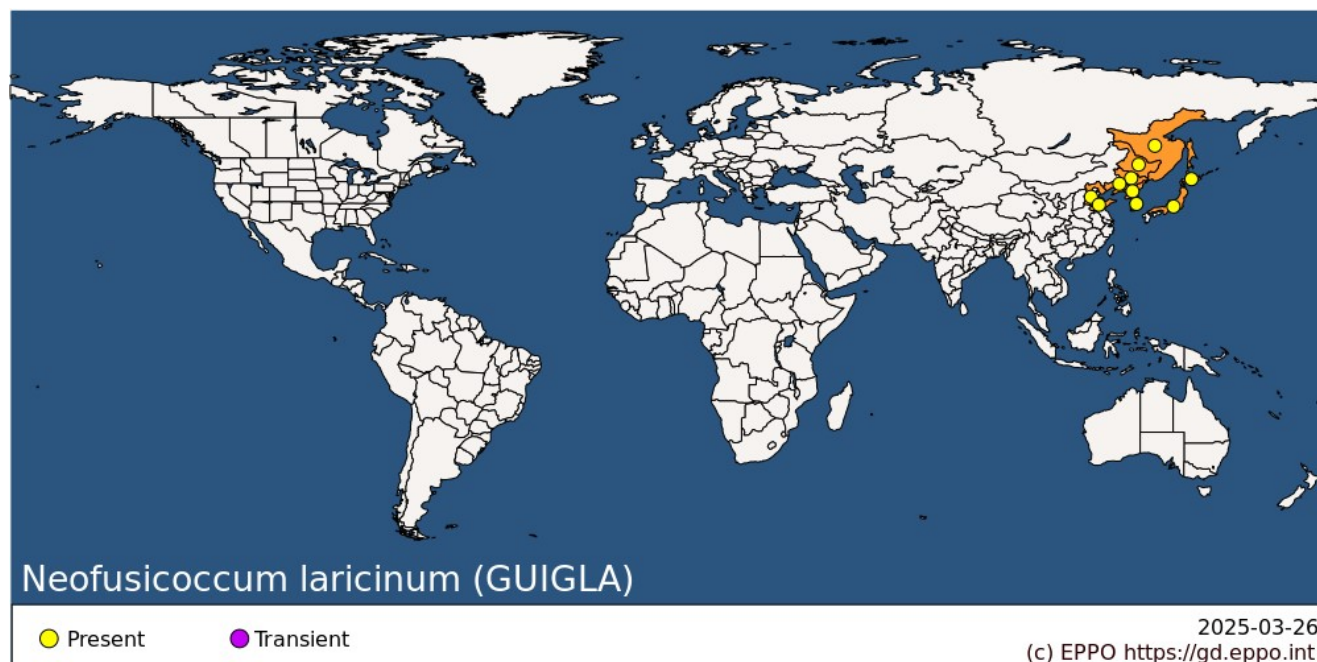 Neofusicoccum laricinum (GUIGLA)
Present
Transient
2025-03-26
(c) EPPO https://gd.eppo.int